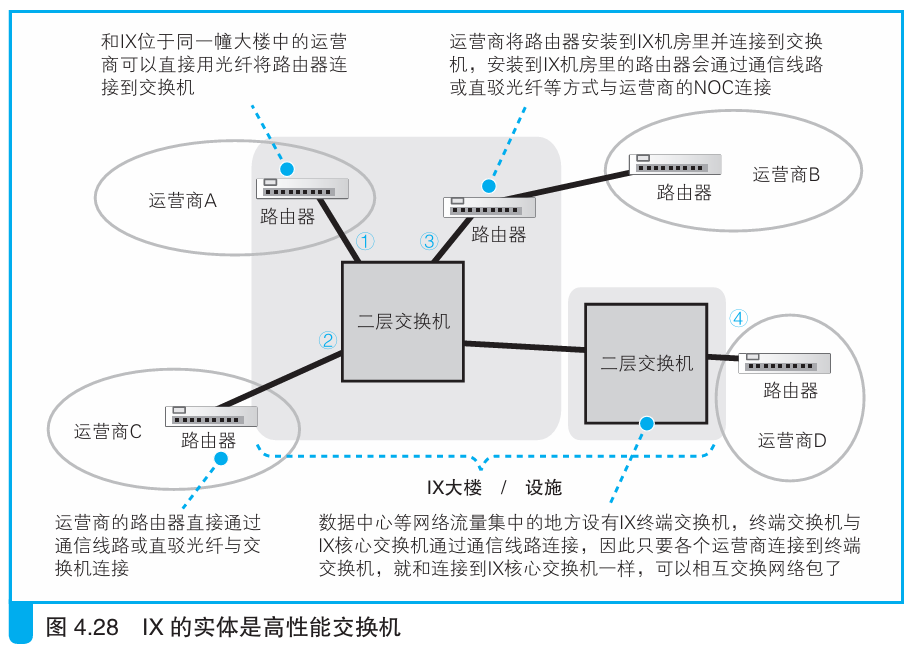 和IX位于同一幢大楼中的运营
商可以直接用光纤将路由器连
接到交换机
运营商将路由器安装到IX机房里并连接到交换
机，安装到IX机房里的路由器会通过通信线路
或直驳光纤等方式与运营商的NOC连接
运营商A
路由器
①
③
路由器
路由器
运营商B
二层交换机
②
二层交换机
④
路由器
运营商D
运营商C
路由器
IX大楼 / 设施
运营商的路由器直接通过
通信线路或直驳光纤与交
换机连接
数据中心等网络流量集中的地方设有IX终端交换机，终端交换机与
IX核心交换机通过通信线路连接，因此只要各个运营商连接到终端
交换机，就和连接到IX核心交换机一样，可以相互交换网络包了
图 4.28 IX 的实体是高性能交换机